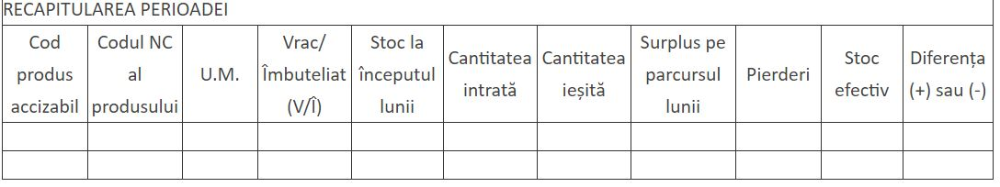 RECAPITULAREA PERIOADEI
Cod produs accizabil
Codul NC al produsului
U.M.
Vrac/ Îmbuteliat (V/Î)
Stoc la începutul lunii
Cantitatea intrată
Cantitatea ieșită
Surplus pe parcursul lunii
Pierderi
Stoc efectiv
Diferența (+) sau (-)